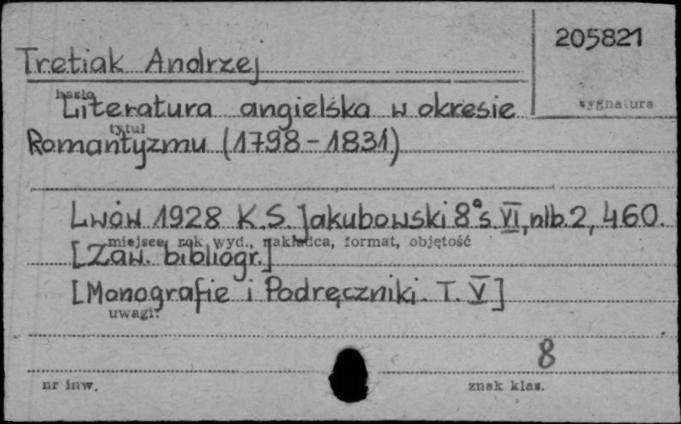 205821
Tretiak Andrzej
hasło
sygnatura
Literatura angielska w okresie
tytuł
Romantyzmu (1798-1831)
Lwów 1928 K.S. Jakubowski 8° s. VI, nlb. 2, 460.
miejsce, rok wyd., nakładca, format, objętość
[Zaw. bibliogr.]
[Monografie i Podręczniki. T. V]
uwagi:
8
nr inw.
znak klas.